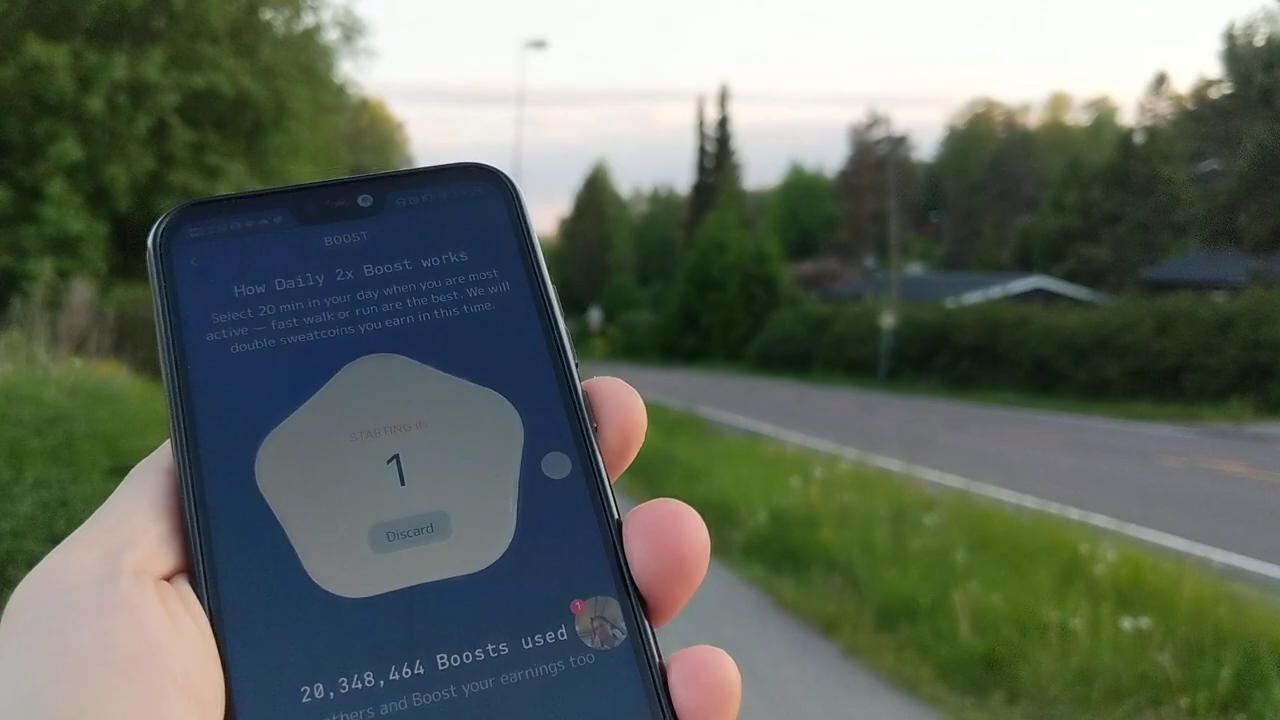 BOOST
How Daily 2x Boost works
Select 20 min in your day when you are most
active — fast walk or run are the best. We will
double sweatcoins you earn in this time.
STARTING IN
1
Discard
1
20,348,464 Boosts used
thers and Boost your earnings too